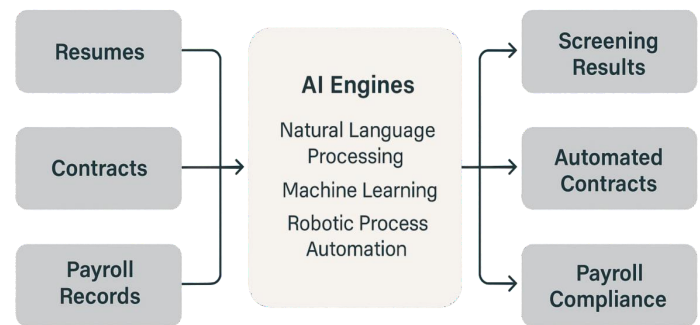 Resumes
Contracts
Payroll
Records
AI Engines
Natural Language
Processing
Machine Learning
Robotic Process
Automation
Screening
Results
Automated
Contracts
Payroll
Compliance